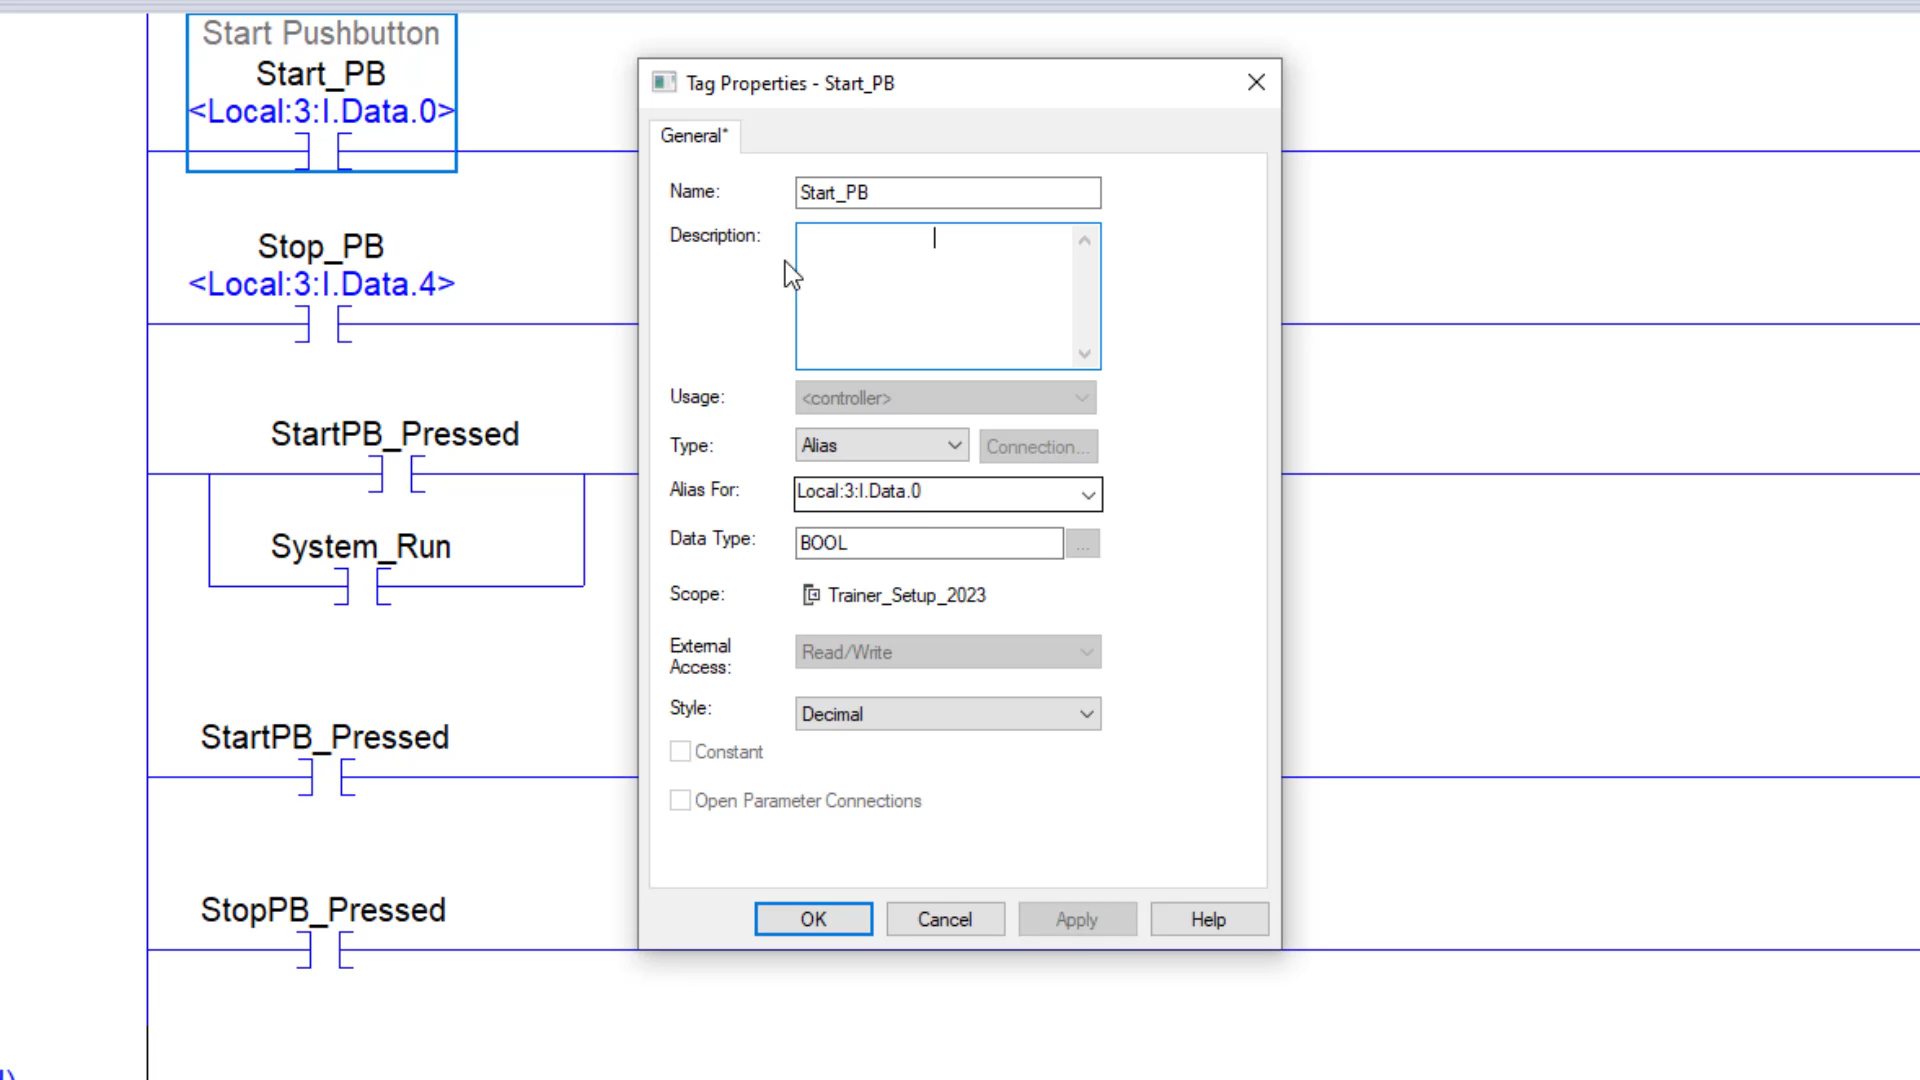 Start Pushbutton
Start_PB
<Local:3:I.Data.0>
Stop_PB
<Local:3:I.Data.4>
StartPB_Pressed
System_Run
StartPB_Pressed
StopPB_Pressed
Tag Properties - Start_PB
General*
Name: Start_PB
Description:
Usage: <controller>
Type: Alias Connection...
Alias For: Local:3:I.Data.0
Data Type: BOOL ...
Scope: Trainer_Setup_2023
External
Access: Read/Write
Style: Decimal
Constant
Open Parameter Connections
OK Cancel Apply Help